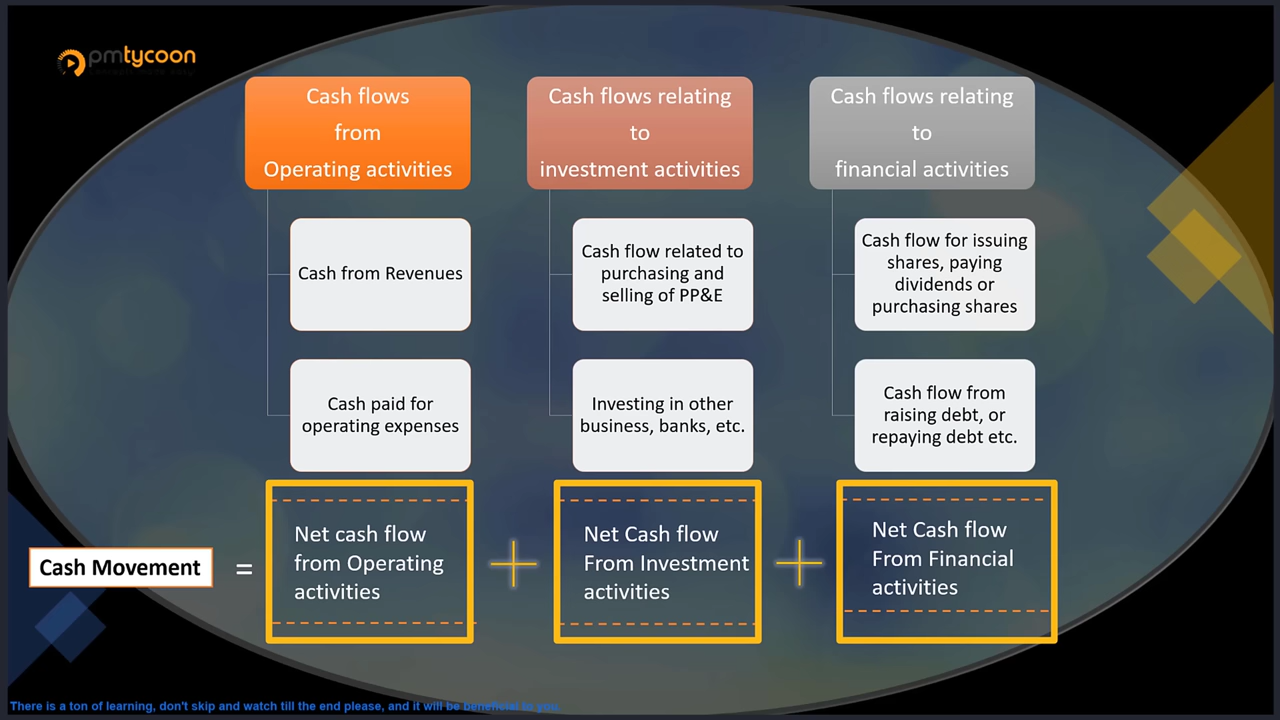 pmtycoon
Cash flows
from
Operating activities
Cash flows relating
to
investment activities
Cash flows relating
to
financial activities
Cash from Revenues
Cash flow related to
purchasing and
selling of PP&E
Cash flow for issuing
shares, paying
dividends or
purchasing shares
Cash paid for
operating expenses
Investing in other
business, banks, etc.
Cash flow from
raising debt, or
repaying debt etc.
Cash Movement
=
Net cash flow
from Operating
activities
+
Net Cash flow
From Investment
activities
+
Net Cash flow
From Financial
activities
There is a ton of learning, don't skip and watch till the end please, and it will be beneficial to you.